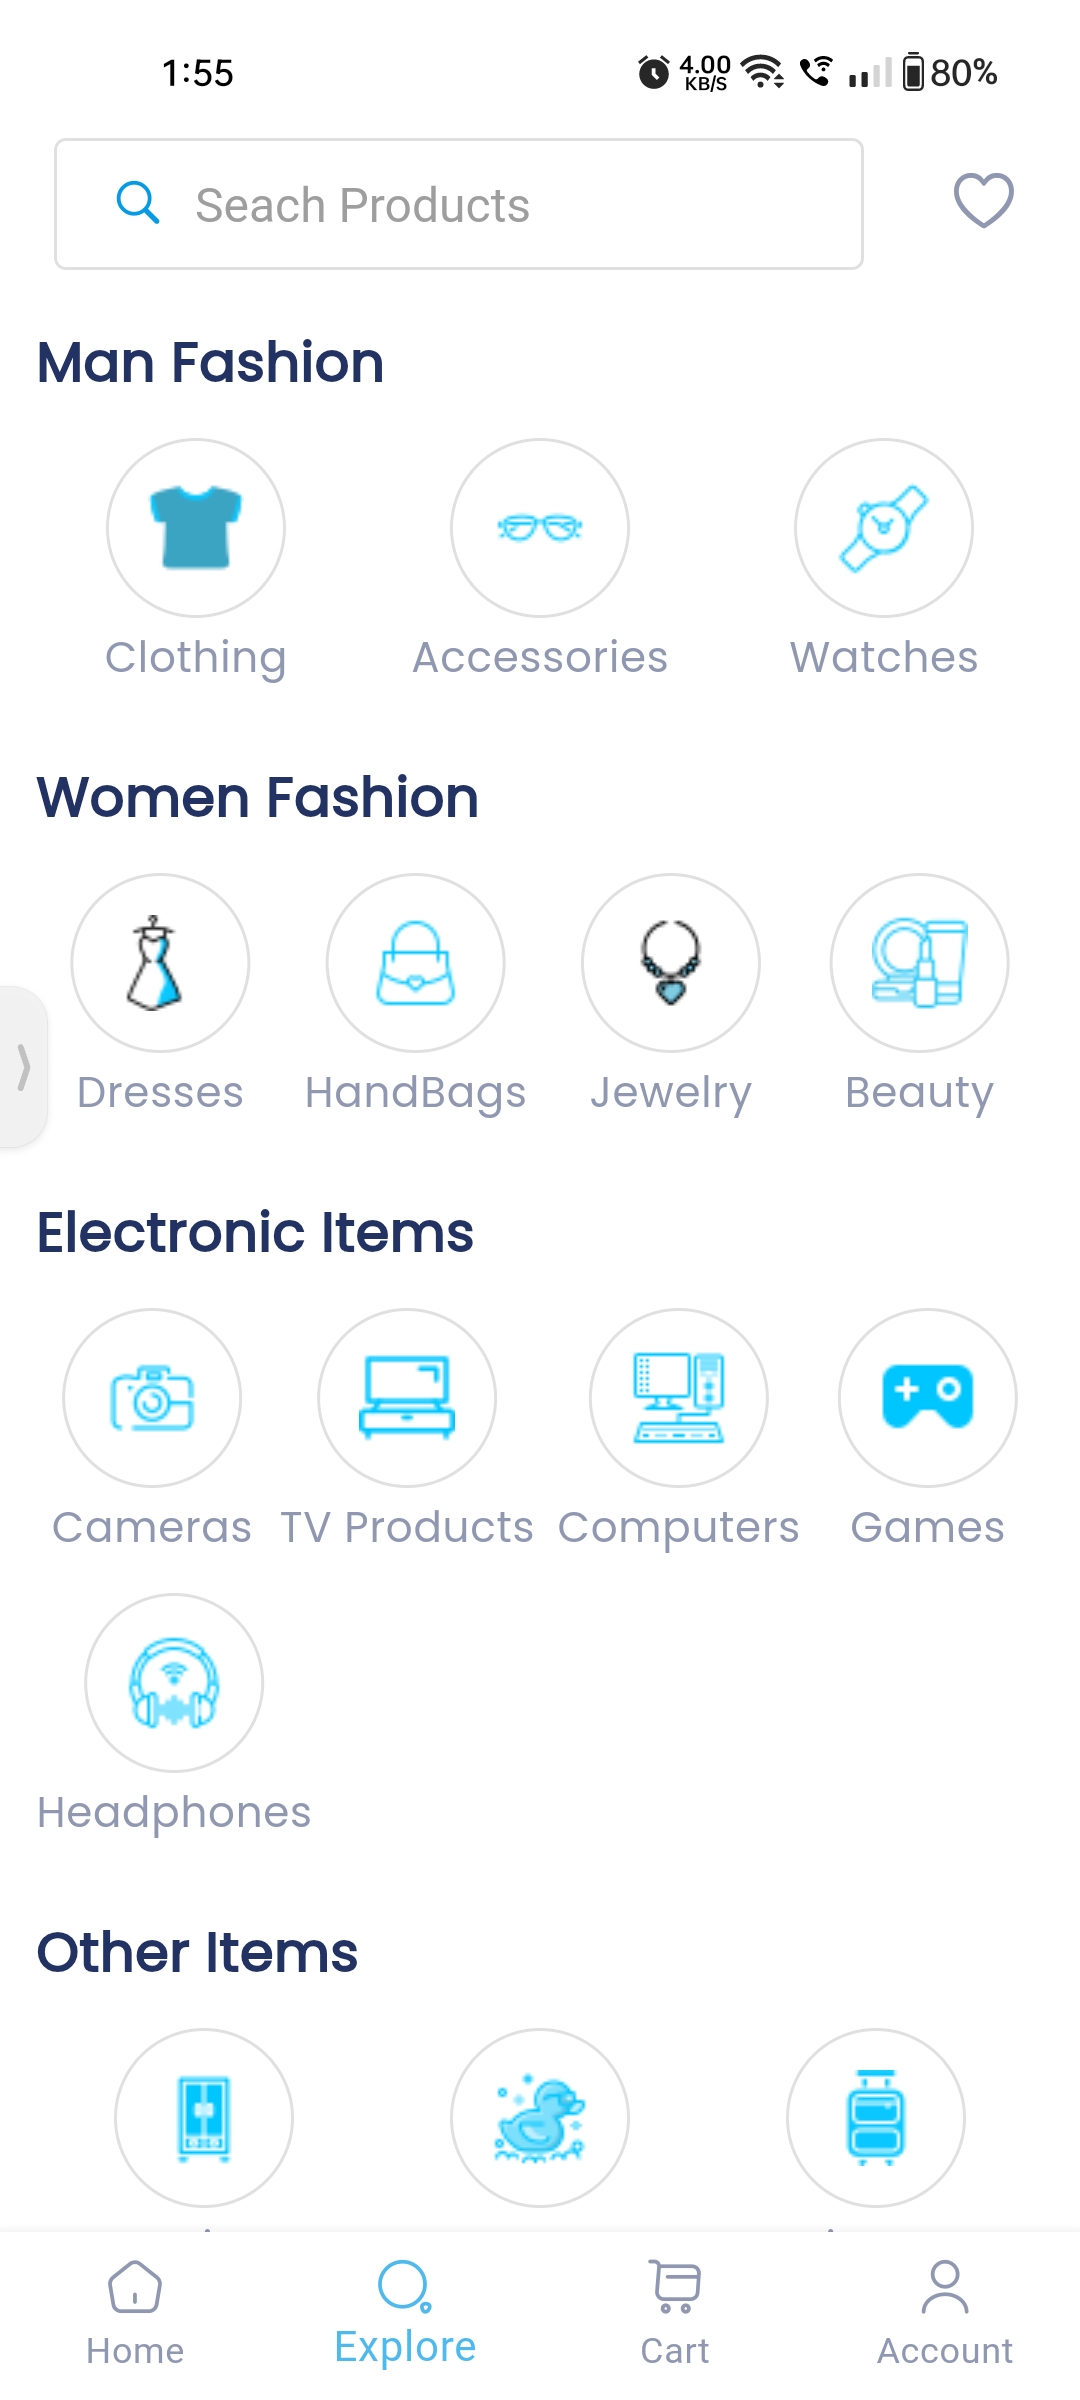 1:55
4.00 KB/S
80%
Seach Products
Man Fashion
Clothing Accessories Watches
Women Fashion
Dresses HandBags Jewelry Beauty
Electronic Items
Cameras TV Products Computers Games
Headphones
Other Items
Home Explore Cart Account